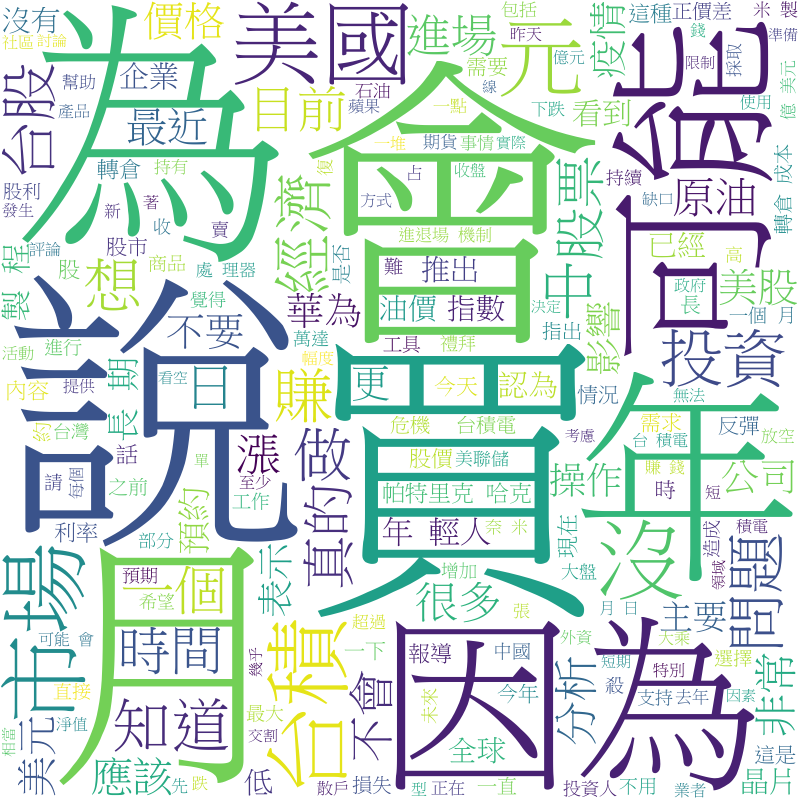 沒有
社區 討論
價格
美國
進場
元
包括
昨天
億元
疫情
這種
正價差
米 製
錢
準備
限制
採取
台股
幫助
產品
企業
最近
目前
石油
蘋果
一點
需要
線
下跌
看到
使用
億 美元
為
會
可能
轉倉
持有
股利
發生
新
著
收
賣
股市
復
一堆
占
方式
期貨
事情
實際
收盤
進退場 機制
中
股票
持續
缺口
原油
轉倉 成本
製 程
評論
股
想
商品
處 理器
覺得
經濟
是否
難
推出
已經
政府
長
高
美股
一個 月
說
買
活動
進行
不要
華為
油價
指數
決定
指出
影響
投資
萬達
幅度
工具
禮拜
內容
提供
看空
日
賺
更
今天
認為
情況
無法
年
約
台灣
長 期
話
單
至少
工作
漲
危機
台積電
考慮
需求
台 積電
反彈
放空
請
每個
之前
預約
做
股價
美聯儲
操作
賺 錢
公司
時
短
帕特里克 哈克
利率
部分
真的
年 輕人
奈 米
現在
沒
造成
積電
領域
問題
市場
月
預期
一個
希望
表示
很多
增加
張
大盤
月 日
主要
可能 會
時間
積
幾乎
超過
一下
因
報導
中國
外資
大乘
短期
特別
選擇
為
非常
直接
知道
不會
今年
分析
殺
支持
去年
因素
相當
淨值
美元
最大
交割
台
未來
全球
應該
先
跌
低
散戶
損失
型
正在
一直
投資人
不用
業者
這是
晶片